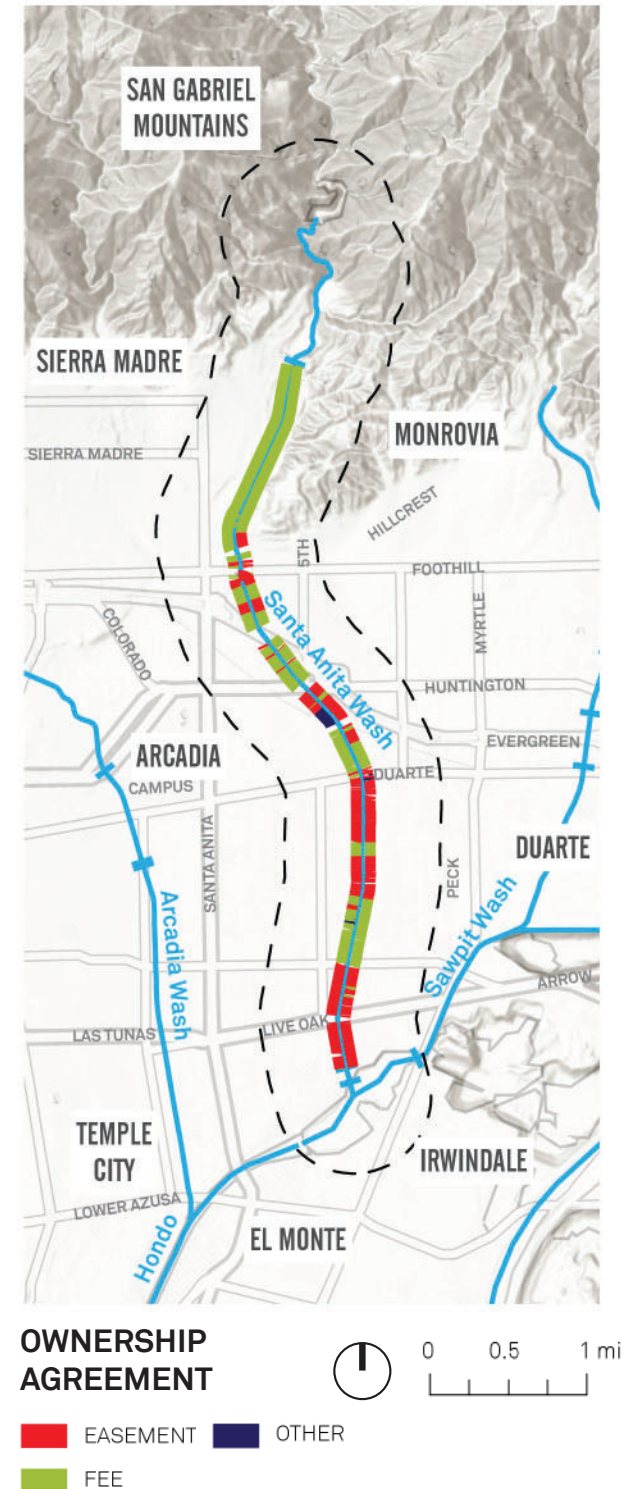 SAN GABRIEL
MOUNTAINS
SIERRA MADRE
MONROVIA
SIERRA MADRE
HILLCREST
5TH
FOOTHILL
MYRTLE
COLORADO
Santa Anita Wash
HUNTINGTON
EVERGREEN
ARCADIA
DUARTE
CAMPUS
SANTA ANITA
DUARTE
PECK
Arcadia Wash
Sawpit Wash
ARROW
LIVE OAK
LAS TUNAS
TEMPLE
CITY
IRWINDALE
LOWER AZUSA
EL MONTE
Hondo
OWNERSHIP
AGREEMENT
0 0.5 1 mi
EASEMENT OTHER
FEE